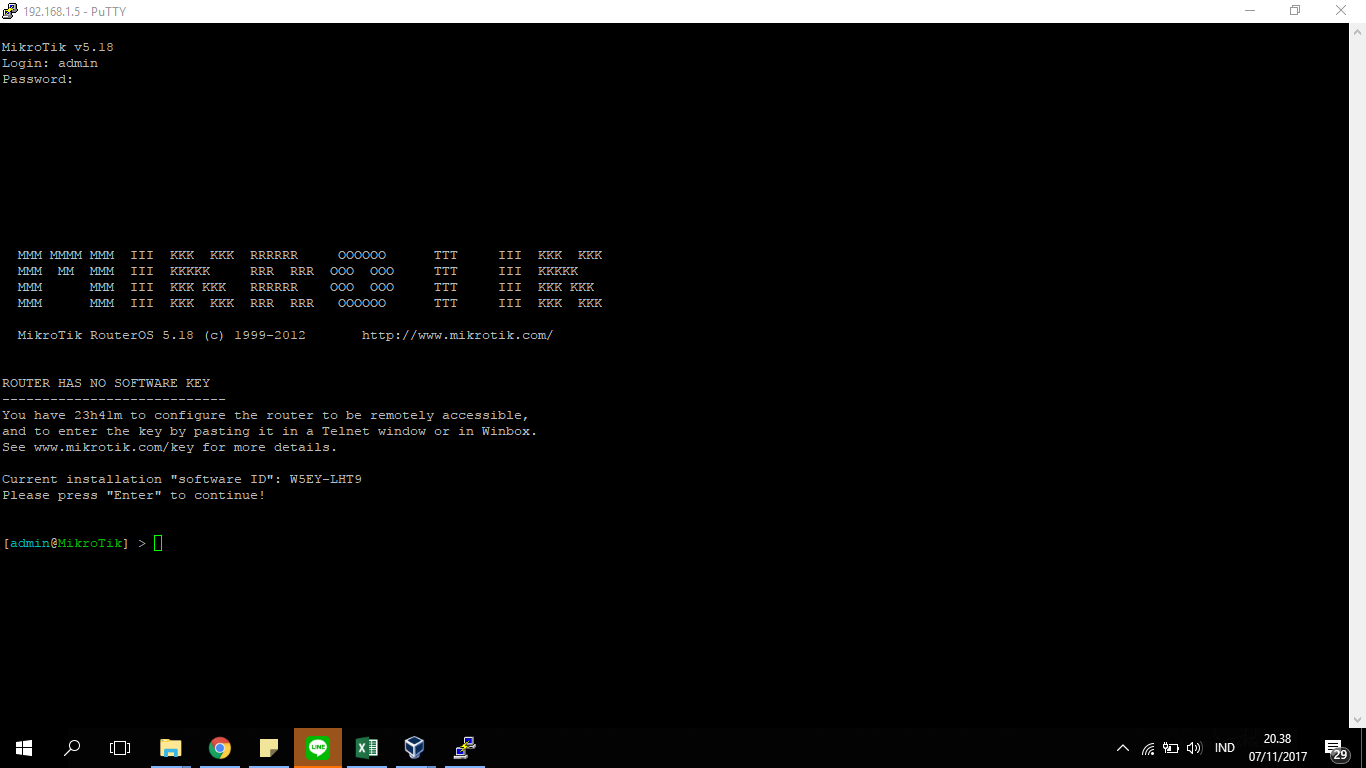 192.168.1.5 - PuTTY
MikroTik v5.18
Login: admin
Password:
MMM MMMM MMM  III  KKK  KKK  RRRRRR     OOOOOO      TTT     III  KKK  KKK
MMM  MM  MMM  III  KKKKK     RRR  RRR  OOO  OOO     TTT     III  KKKKK
MMM      MMM  III  KKK KKK   RRRRRR    OOO  OOO     TTT     III  KKK KKK
MMM      MMM  III  KKK  KKK  RRR  RRR   OOOOOO      TTT     III  KKK  KKK
MikroTik RouterOS 5.18 (c) 1999-2012       http://www.mikrotik.com/
ROUTER HAS NO SOFTWARE KEY
----------------------------
You have 23h41m to configure the router to be remotely accessible,
and to enter the key by pasting it in a Telnet window or in Winbox.
See www.mikrotik.com/key for more details.
Current installation "software ID": W5EY-LHT9
Please press "Enter" to continue!
[admin@MikroTik] >
LINE
IND
20.38
07/11/2017
29